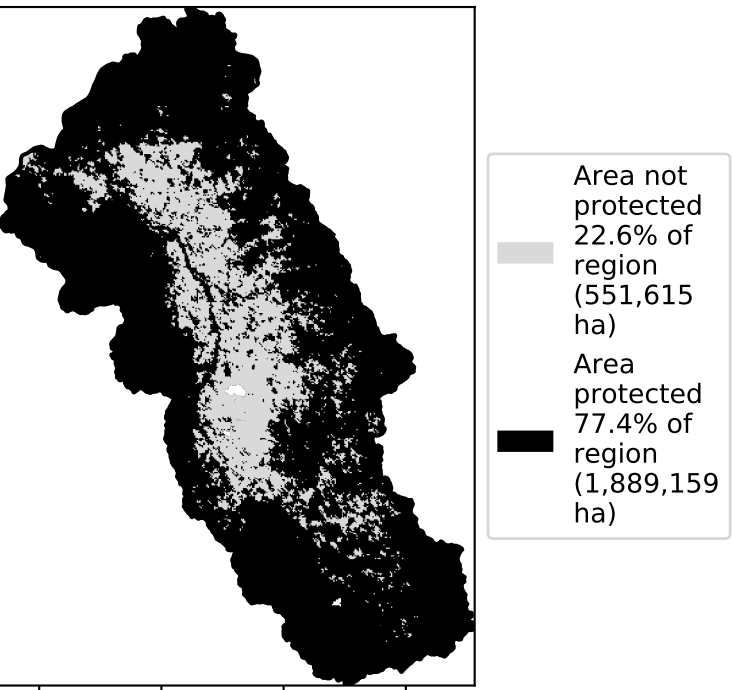 Area not
protected
22.6% of
region
(551,615
ha)
Area
protected
77.4% of
region
(1,889,159
ha)